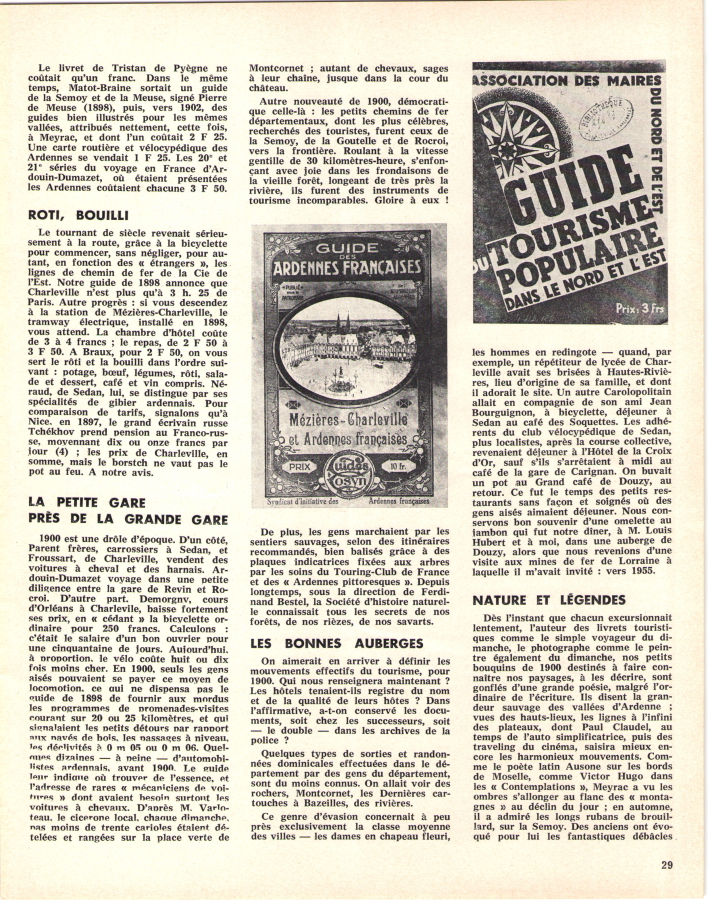 Le livret de Tristan de Pyègne ne
coûtait qu'un franc. Dans le même
temps, Matot-Braine sortait un guide
de la Semoy et de la Meuse, signé Pierre
de Meuse (1898), puis, vers 1902, des
guides bien illustrés pour les mêmes
vallées, attribués nettement, cette fois,
à Meyrac, et dont l'un coûtait 2 F 25.
Une carte routière et vélocypédique des
Ardennes se vendait 1 F 25. Les 20e et
21e séries du voyage en France d'Ar-
douin-Dumazet, où étaient présentées
les Ardennes coûtaient chacune 3 F 50.
ROTI, BOUILLI
Le tournant de siècle revenait sérieu-
sement à la route, grâce à la bicyclette
pour commencer, sans négliger, pour au-
tant, en fonction des « étrangers », les
lignes de chemin de fer de la Cie de
l'Est. Notre guide de 1898 annonce que
Charleville n'est plus qu'à 3 h. 25 de
Paris. Autre progrès : si vous descendez
à la station de Mézières-Charleville, le
tramway électrique, installé en 1898,
vous attend. La chambre d'hôtel coûte
de 3 à 4 francs ; le repas, de 2 F 50 à
3 F 50. A Braux, pour 2 F 50, on vous
sert le rôti et le bouilli dans l'ordre sui-
vant : potage, bœuf, légumes, rôti, sala-
de et dessert, café et vin compris. Né-
raud, de Sedan, lui, se distingue par ses
spécialités de gibier ardennais. Pour
comparaison de tarifs, signalons qu'à
Nice, en 1897, le grand écrivain russe
Tchékhov prend pension au Franco-rus-
se, movennant dix ou onze francs par
jour (4) ; les prix de Charleville, en
somme, mais le borstch ne vaut pas le
pot au feu. A notre avis.
LA PETITE GARE
PRÈS DE LA GRANDE GARE
1900 est une drôle d'époque. D'un côté,
Parent frères, carrossiers à Sedan, et
Froussart, de Charleville, vendent des
voitures à cheval et des harnais. Ar-
douin-Dumazet voyage dans une petite
diligence entre la gare de Revin et Ro-
croi. D'autre part. Demorgny, cours
d'Orléans à Charlevile, baisse fortement
ses prix, en « cédant » la bicyclette or-
dinaire pour 250 francs. Calculons :
c'était le salaire d'un bon ouvrier pour
une cinquantaine de jours. Aujourd'hui,
à proportion, le vélo coûte huit ou dix
fois moins cher. En 1900, seuls les gens
aisés pouvaient se payer ce moyen de
locomotion, ce qui ne dispensa pas le
guide de 1898 de fournir aux mordus
les programmes de promenades-visites
courant sur 20 ou 25 kilomètres, et qui
signalaient les petits détours par rapport
aux pavés de bois, les passages à niveau,
les déclivités à 0 m 05 ou 0 m 06. Quel-
ques dizaines — à peine — d'automobi-
listes ardennais, avant 1900. Le guide
leur indique où trouver de l'essence, et
l'adresse de rares « mécaniciens de voi-
tures » dont avaient besoin surtout les
voitures à chevaux. D'après M. Varlo-
teau, le cicerone local, chaque dimanche,
pas moins de trente carioles étaient dé-
telées et rangées sur la place verte de
Montcornet ; autant de chevaux, sages
à leur chaîne, jusque dans la cour du
château.
Autre nouveauté de 1900, démocrati-
que celle-là : les petits chemins de fer
départementaux, dont les plus célèbres,
recherchés des touristes, furent ceux de
la Semoy, de la Goutelle et de Rocroi,
vers la frontière. Roulant à la vitesse
gentille de 30 kilomètres-heure, s'enfon-
çant avec joie dans les frondaisons de
la vieille forêt, longeant de très près la
rivière, ils furent des instruments de
tourisme incomparables. Gloire à eux !
GUIDE
DES
ARDENNES FRANÇAISES
Mézières-Charleville
et Ardennes françaises
PRIX
Guides
OSVN
10 fr.
Syndicat d'initiative des Ardennes françaises
De plus, les gens marchaient par les
sentiers sauvages, selon des itinéraires
recommandés, bien balisés grâce à des
plaques indicatrices fixées aux arbres
par les soins du Touring-Club de France
et des « Ardennes pittoresques ». Depuis
longtemps, sous la direction de Ferdi-
nand Bestel, la Société d'histoire naturel-
le connaissait tous les secrets de nos
forêts, de nos rièzes, de nos savarts.
LES BONNES AUBERGES
On aimerait en arriver à définir les
mouvements effectifs du tourisme, pour
1900. Qui nous renseignera maintenant ?
Les hôtels tenaient-ils registre du nom
et de la qualité de leurs hôtes ? Dans
l'affirmative, a-t-on conservé les docu-
ments, soit chez les successeurs, soit
— le double — dans les archives de la
police ?
Quelques types de sorties et randon-
nées dominicales effectuées dans le dé-
partement par des gens du département,
sont du moins connus. On allait voir des
rochers, Montcornet, les Dernières car-
touches à Bazeilles, des rivières.
Ce genre d'évasion concernait à peu
près exclusivement la classe moyenne
des villes — les dames en chapeau fleuri,
ASSOCIATION DES MAIRES
DU NORD ET DE L'EST
GUIDE
DU TOURISME
POPULAIRE
DANS LE NORD ET L'EST
Prix: 3 frs
les hommes en redingote — quand, par
exemple, un répétiteur de lycée de Char-
leville avait ses brisées à Hautes-Riviè-
res, lieu d'origine de sa famille, et dont
il adorait le site. Un autre Carolopolitain
allait en compagnie de son ami Jean
Bourguignon, à bicyclette, déjeuner à
Sedan au café des Soquettes. Les adhé-
rents du club vélocypédique de Sedan,
plus localistes, après la course collective,
revenaient déjeuner à l'Hôtel de la Croix
d'Or, sauf s'ils s'arrêtaient à midi au
café de la gare de Carignan. On buvait
un pot au Grand café de Douzy, au
retour. Ce fut le temps des petits res-
taurants sans façon et soignés où des
gens aisés aimaient déjeuner. Nous con-
servons bon souvenir d'une omelette au
jambon qui fut notre dîner, à M. Louis
Hubert et à moi, dans une auberge de
Douzy, alors que nous revenions d'une
visite aux mines de fer de Lorraine à
laquelle il m'avait invité : vers 1955.
NATURE ET LÉGENDES
Dès l'instant que chacun excursionnait
lentement, l'auteur des livrets touristi-
ques comme le simple voyageur du di-
manche, le photographe comme le pein-
tre également du dimanche, nos petits
bouquins de 1900 destinés à faire con-
naître nos paysages, à les décrire, sont
gonflés d'une grande poésie, malgré l'or-
dinaire de l'écriture. Ils disent la gran-
deur sauvage des vallées d'Ardenne ;
vues des hauts-lieux, les lignes à l'infini
des plateaux, dont Paul Claudel, au
temps de l'auto simplificatrice, puis des
traveling du cinéma, saisira mieux en-
core les harmonieux mouvements. Com-
me le poète latin Ausone sur les bords
de Moselle, comme Victor Hugo dans
les « Contemplations », Meyrac a vu les
ombres s'allonger au flanc des « monta-
gnes » au déclin du jour ; en automne,
il a admiré les longs rubans de brouil-
lard, sur la Semoy. Des anciens ont évo-
qué pour lui les fantastiques débâcles
29